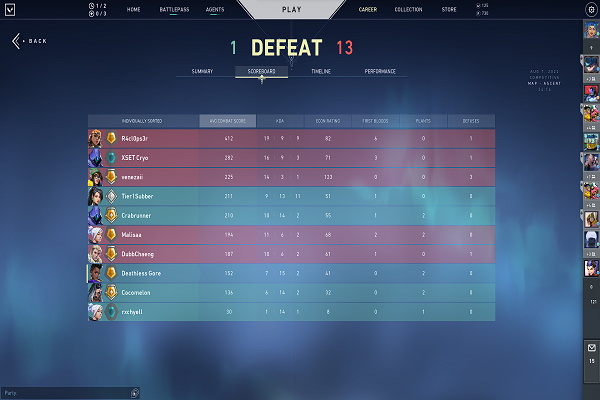 1 / 2
0 / 3
HOME BATTLEPASS AGENTS PLAY CAREER COLLECTION STORE
BACK
1 DEFEAT 13
SUMMARY SCOREBOARD TIMELINE PERFORMANCE
COMPETITIVE
MAP - ASCENT
INDIVIDUALLY SORTED AVG COMBAT SCORE KDA ECON RATING FIRST BLOODS PLANTS DEFUSES
R4cl0ps3r 412 19 9 9 82 6 0 1
XSET Cryo 282 16 9 3 71 3 0 1
venezaii 225 14 3 1 123 0 0 3
Tier1Subber 211 9 13 11 51 1 0 0
Crabrunner 210 10 14 2 55 1 2 0
Malisaa 194 11 6 2 68 2 2 0
DubbChaeng 187 10 6 2 61 1 0 1
Deathless Gore 152 7 15 2 41 0 2 0
Cocomelon 136 6 14 2 32 0 2 0
rxchyell 30 1 14 1 8 0 1 0
121
15
Party